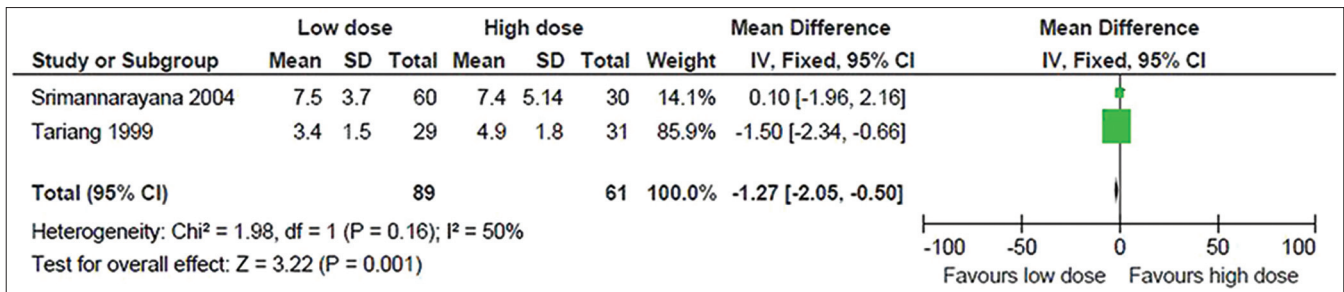 Low dose High dose Mean Difference Mean Difference
Study or Subgroup Mean SD Total Mean SD Total Weight IV, Fixed, 95% CI IV, Fixed, 95% CI
Srimannarayana 2004 7.5 3.7 60 7.4 5.14 30 14.1% 0.10 [-1.96, 2.16]
Tariang 1999 3.4 1.5 29 4.9 1.8 31 85.9% -1.50 [-2.34, -0.66]
Total (95% CI) 89 61 100.0% -1.27 [-2.05, -0.50]
Heterogeneity: Chi² = 1.98, df = 1 (P = 0.16); I² = 50%
Test for overall effect: Z = 3.22 (P = 0.001)
-100 -50 0 50 100
Favours low dose Favours high dose